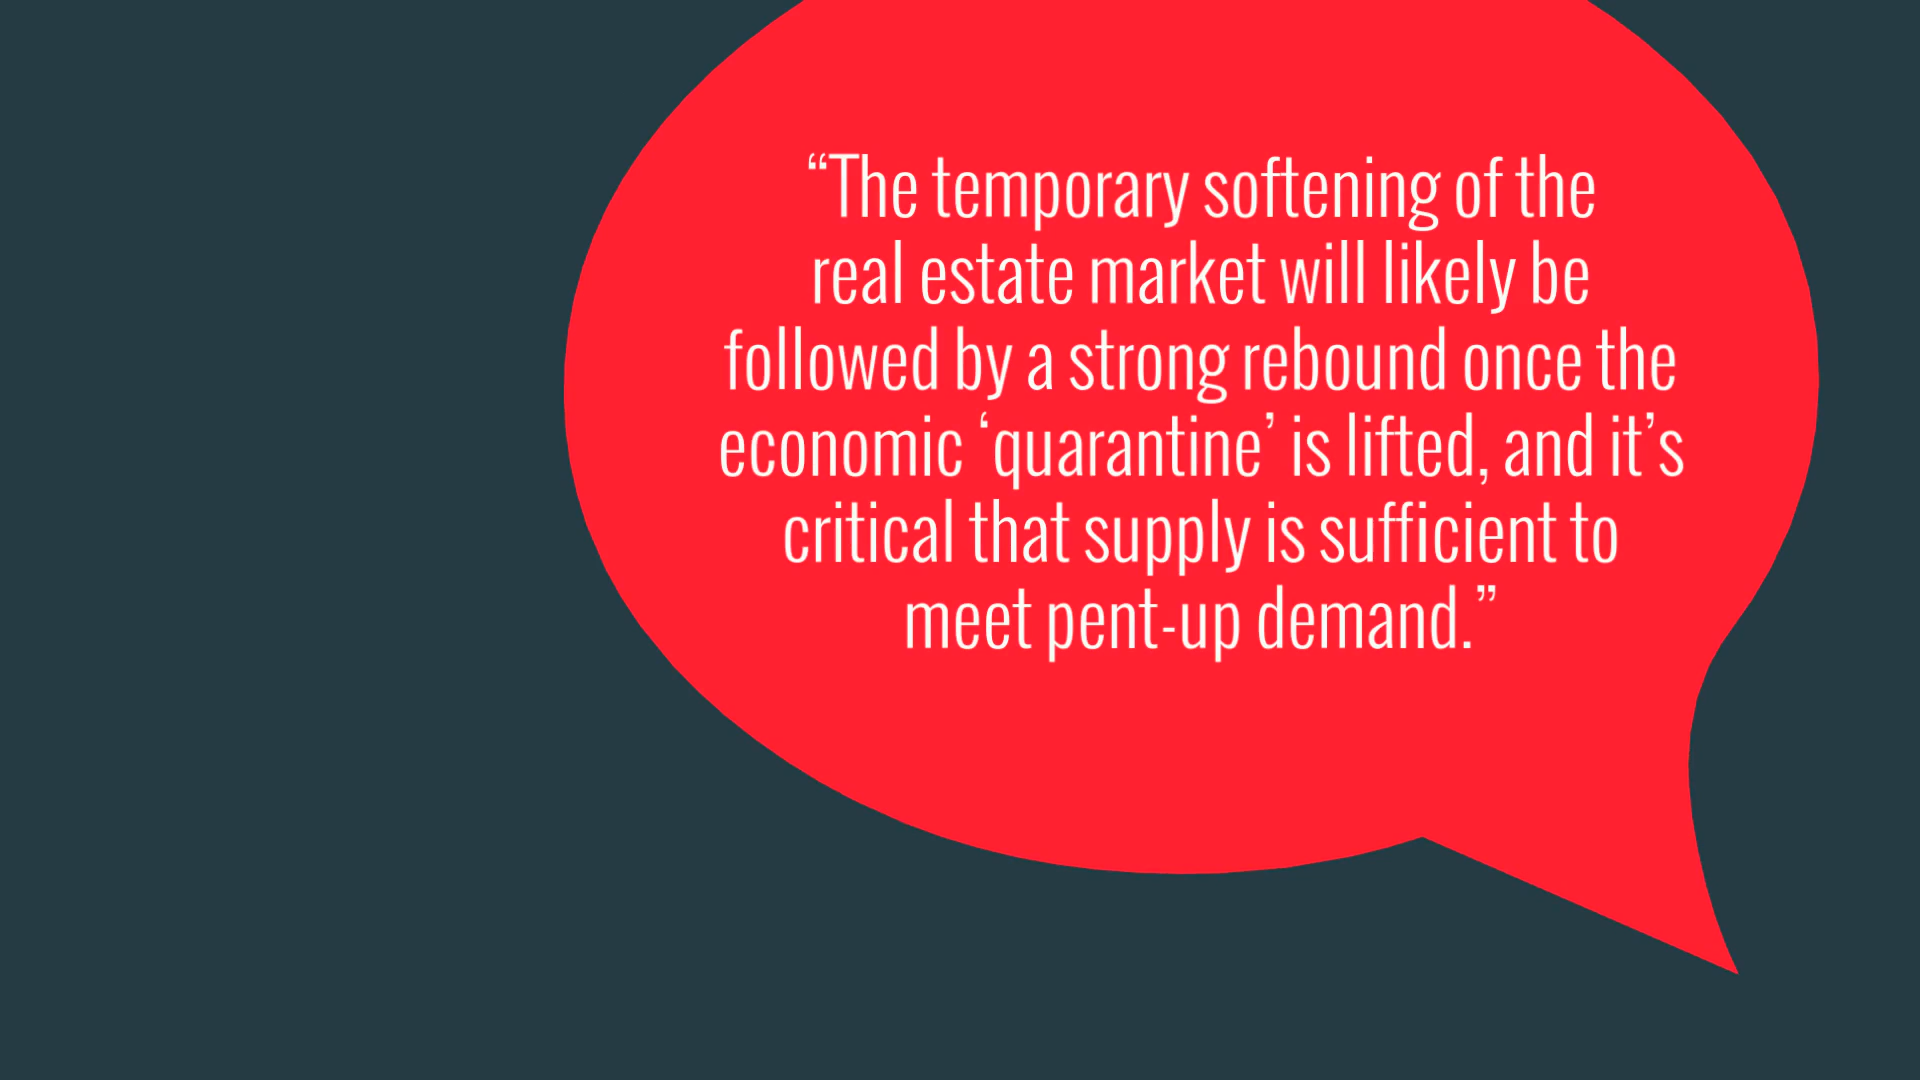 “The temporary softening of the
real estate market will likely be
followed by a strong rebound once the
economic ‘quarantine’ is lifted, and it’s
critical that supply is sufficient to
meet pent-up demand.”